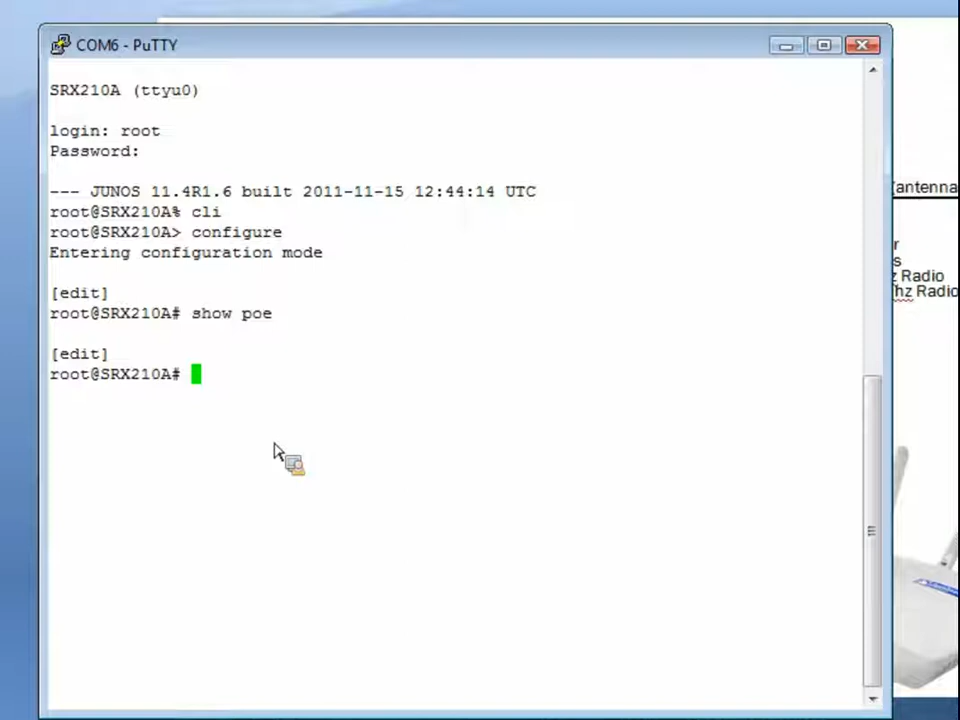 COM6 - PuTTY
SRX210A (ttyu0)
login: root
Password:
--- JUNOS 11.4R1.6 built 2011-11-15 12:44:14 UTC
root@SRX210A% cli
root@SRX210A> configure
Entering configuration mode
[edit]
root@SRX210A# show poe
[edit]
root@SRX210A#
(antenna
r
s
z Radio
hz Radio